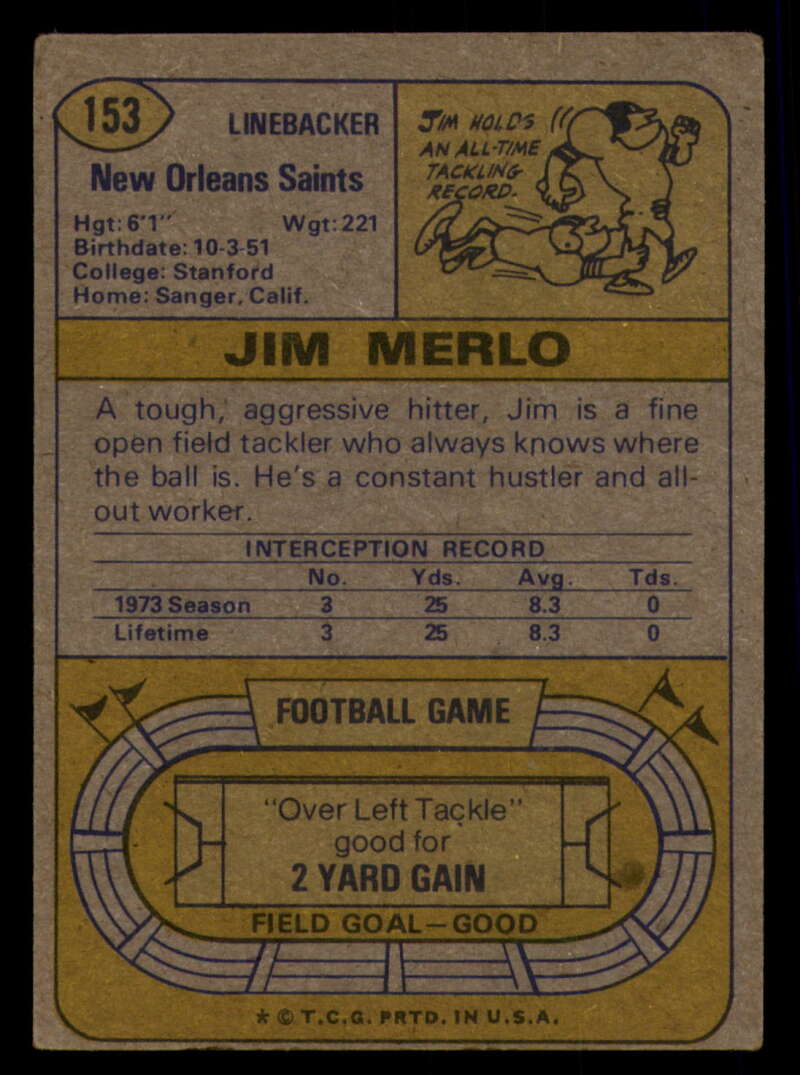 153
LINEBACKER
New Orleans Saints
Hgt: 6'1" Wgt: 221
Birthdate: 10-3-51
College: Stanford
Home: Sanger, Calif.
JIM HOLDS
AN ALL-TIME
TACKLING
RECORD.
JIM MERLO
A tough, aggressive hitter, Jim is a fine
open field tackler who always knows where
the ball is. He's a constant hustler and all-
out worker.
INTERCEPTION RECORD
No. Yds. Avg. Tds.
1973 Season 3 25 8.3 0
Lifetime 3 25 8.3 0
FOOTBALL GAME
"Over Left Tackle"
good for
2 YARD GAIN
FIELD GOAL—GOOD
* © T.C.G. PRTD. IN U.S.A.